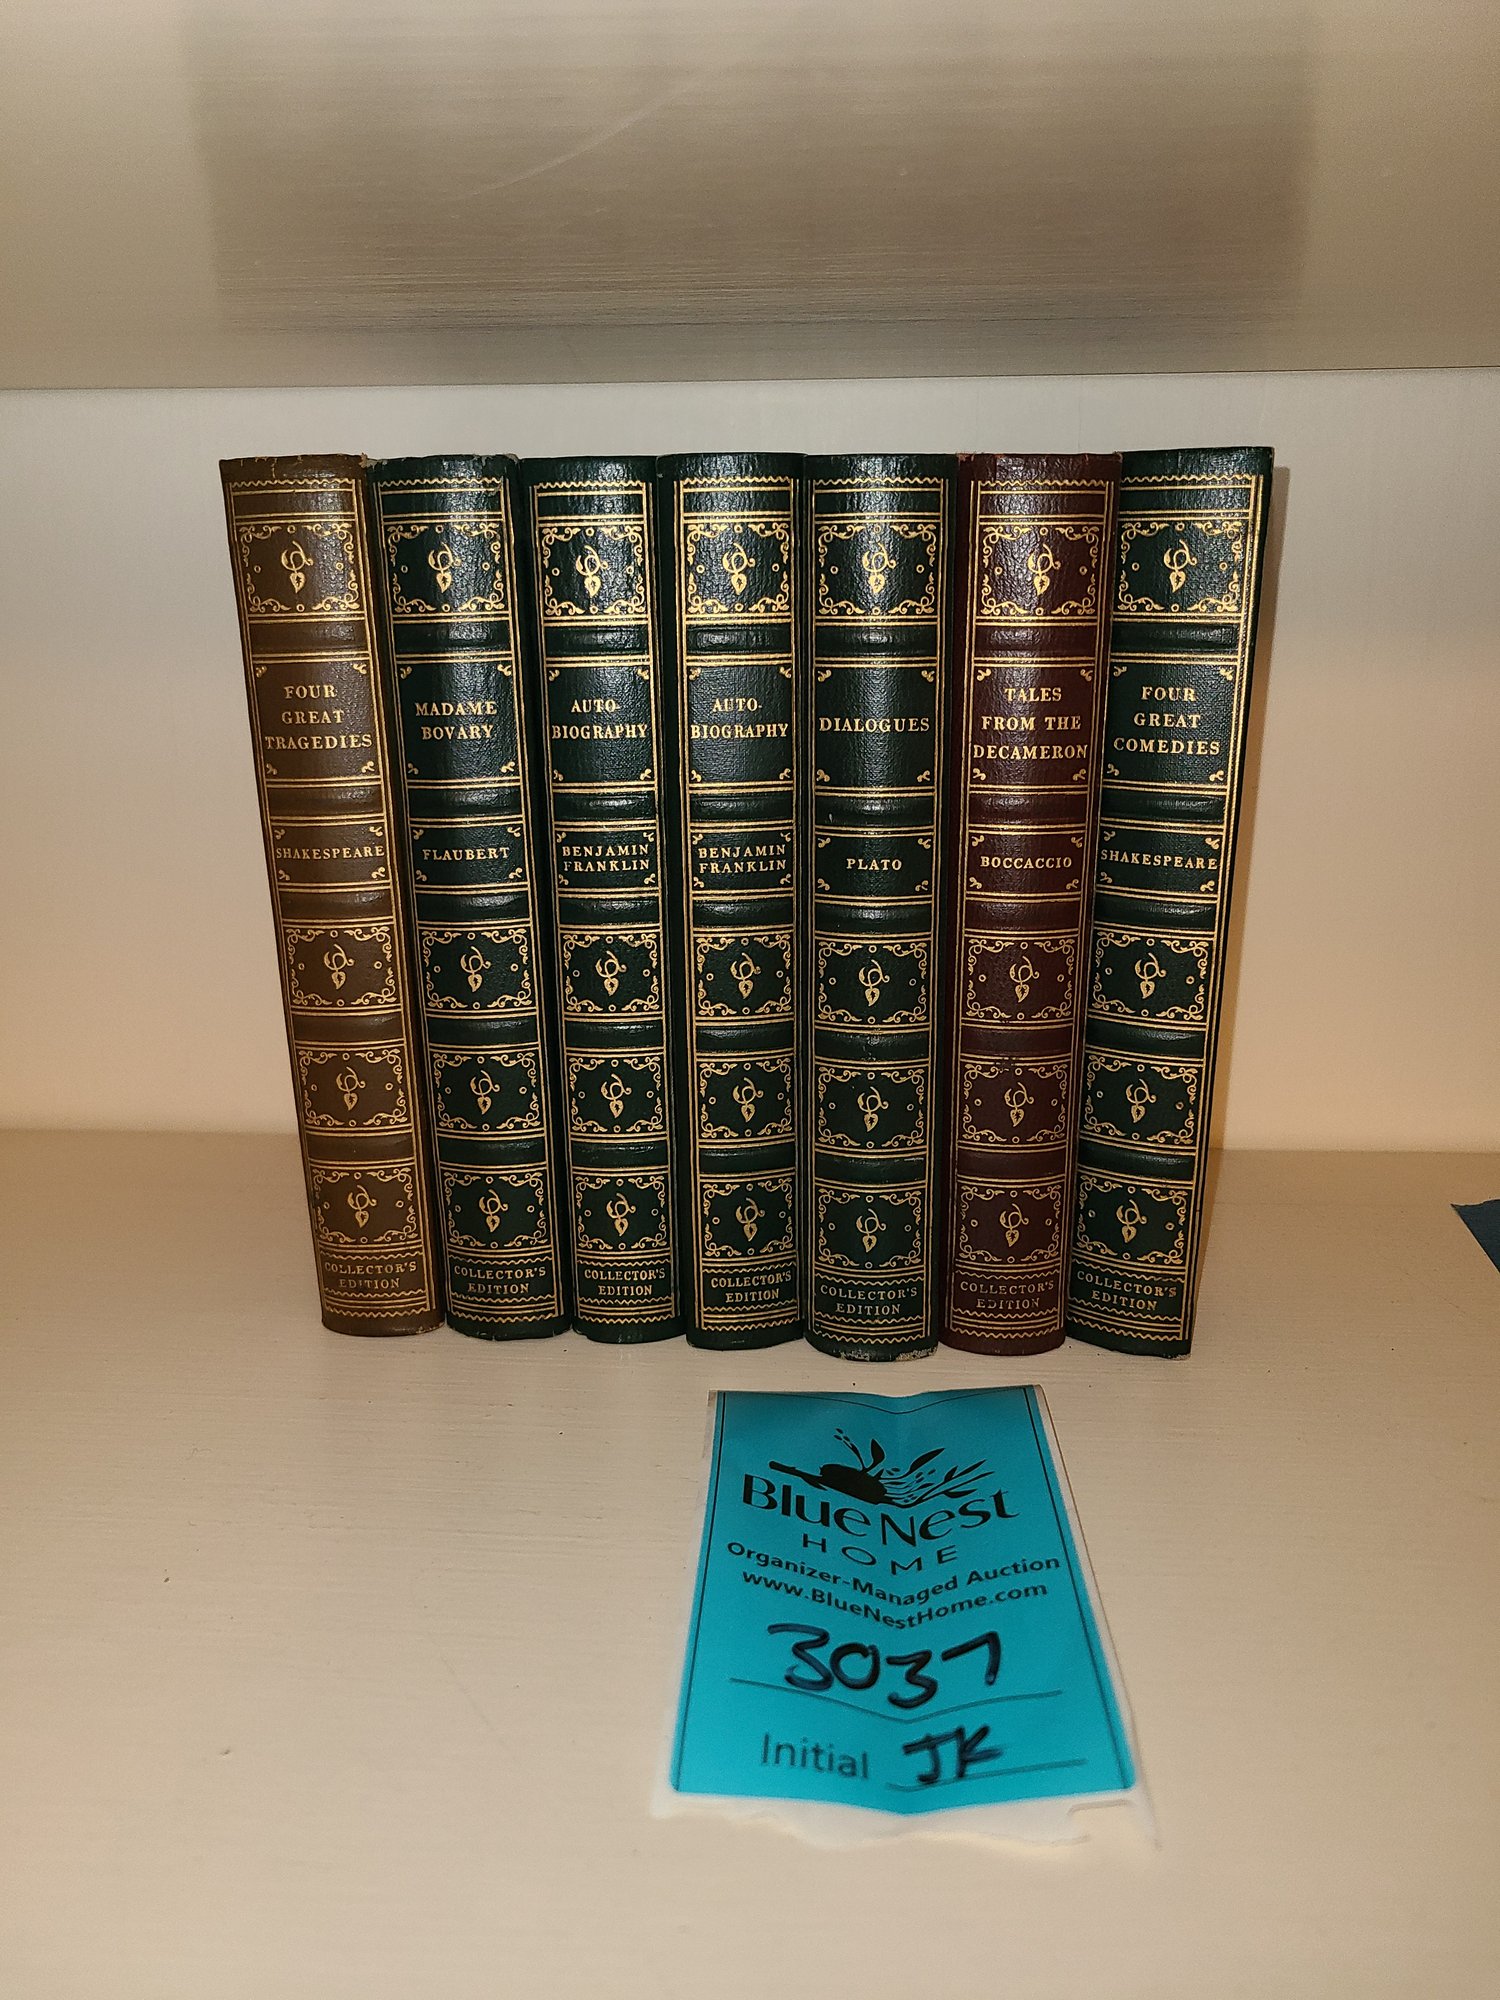 FOUR
GREAT
TRAGEDIES
SHAKESPEARE
COLLECTOR'S
EDITION
MADAME
BOVARY
FLAUBERT
COLLECTOR'S
EDITION
AUTO-
BIOGRAPHY
BENJAMIN
FRANKLIN
COLLECTOR'S
EDITION
AUTO-
BIOGRAPHY
BENJAMIN
FRANKLIN
COLLECTOR'S
EDITION
DIALOGUES
PLATO
COLLECTOR'S
EDITION
TALES
FROM THE
DECAMERON
BOCCACCIO
COLLECTOR'S
EDITION
FOUR
GREAT
COMEDIES
SHAKESPEARE
COLLECTOR'S
EDITION
BLUE NEST
HOME
Organizer-Managed Auction
www.BlueNestHome.com
3037
Initial JK